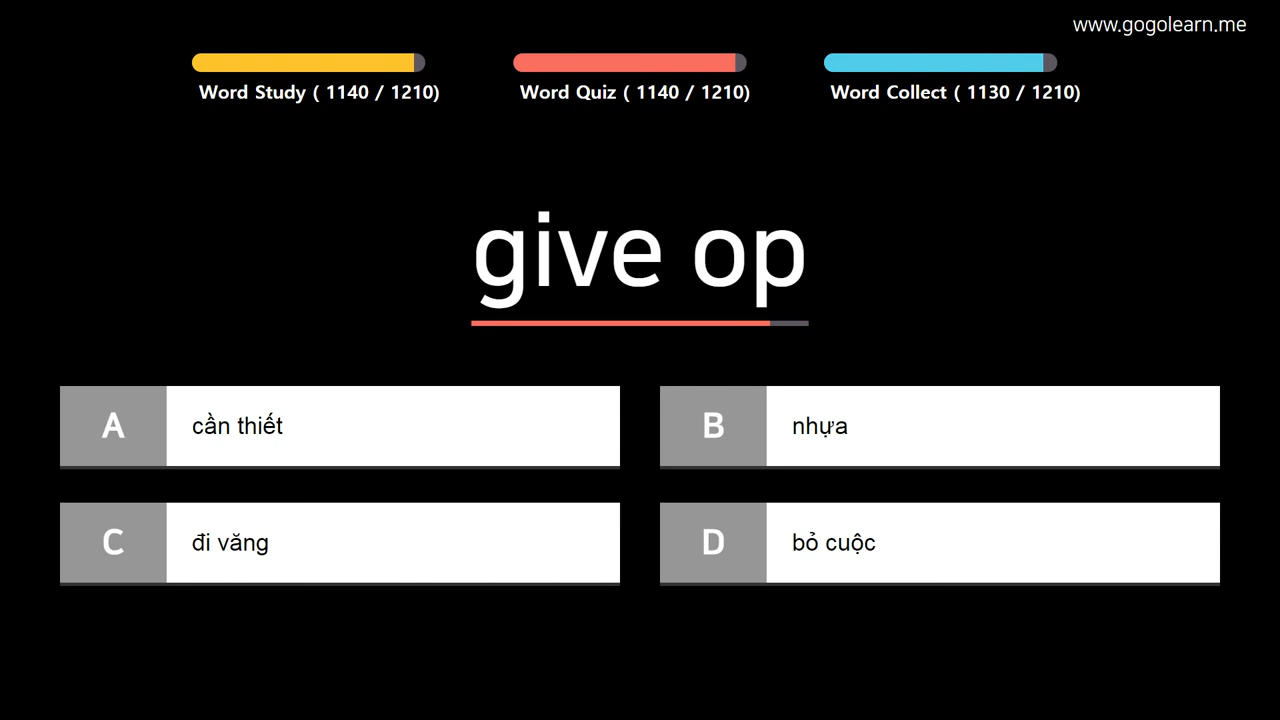 www.gogolearn.me
Word Study ( 1140 / 1210)
Word Quiz ( 1140 / 1210)
Word Collect ( 1130 / 1210)
give op
A cần thiết
B nhựa
C đi văng
D bỏ cuộc